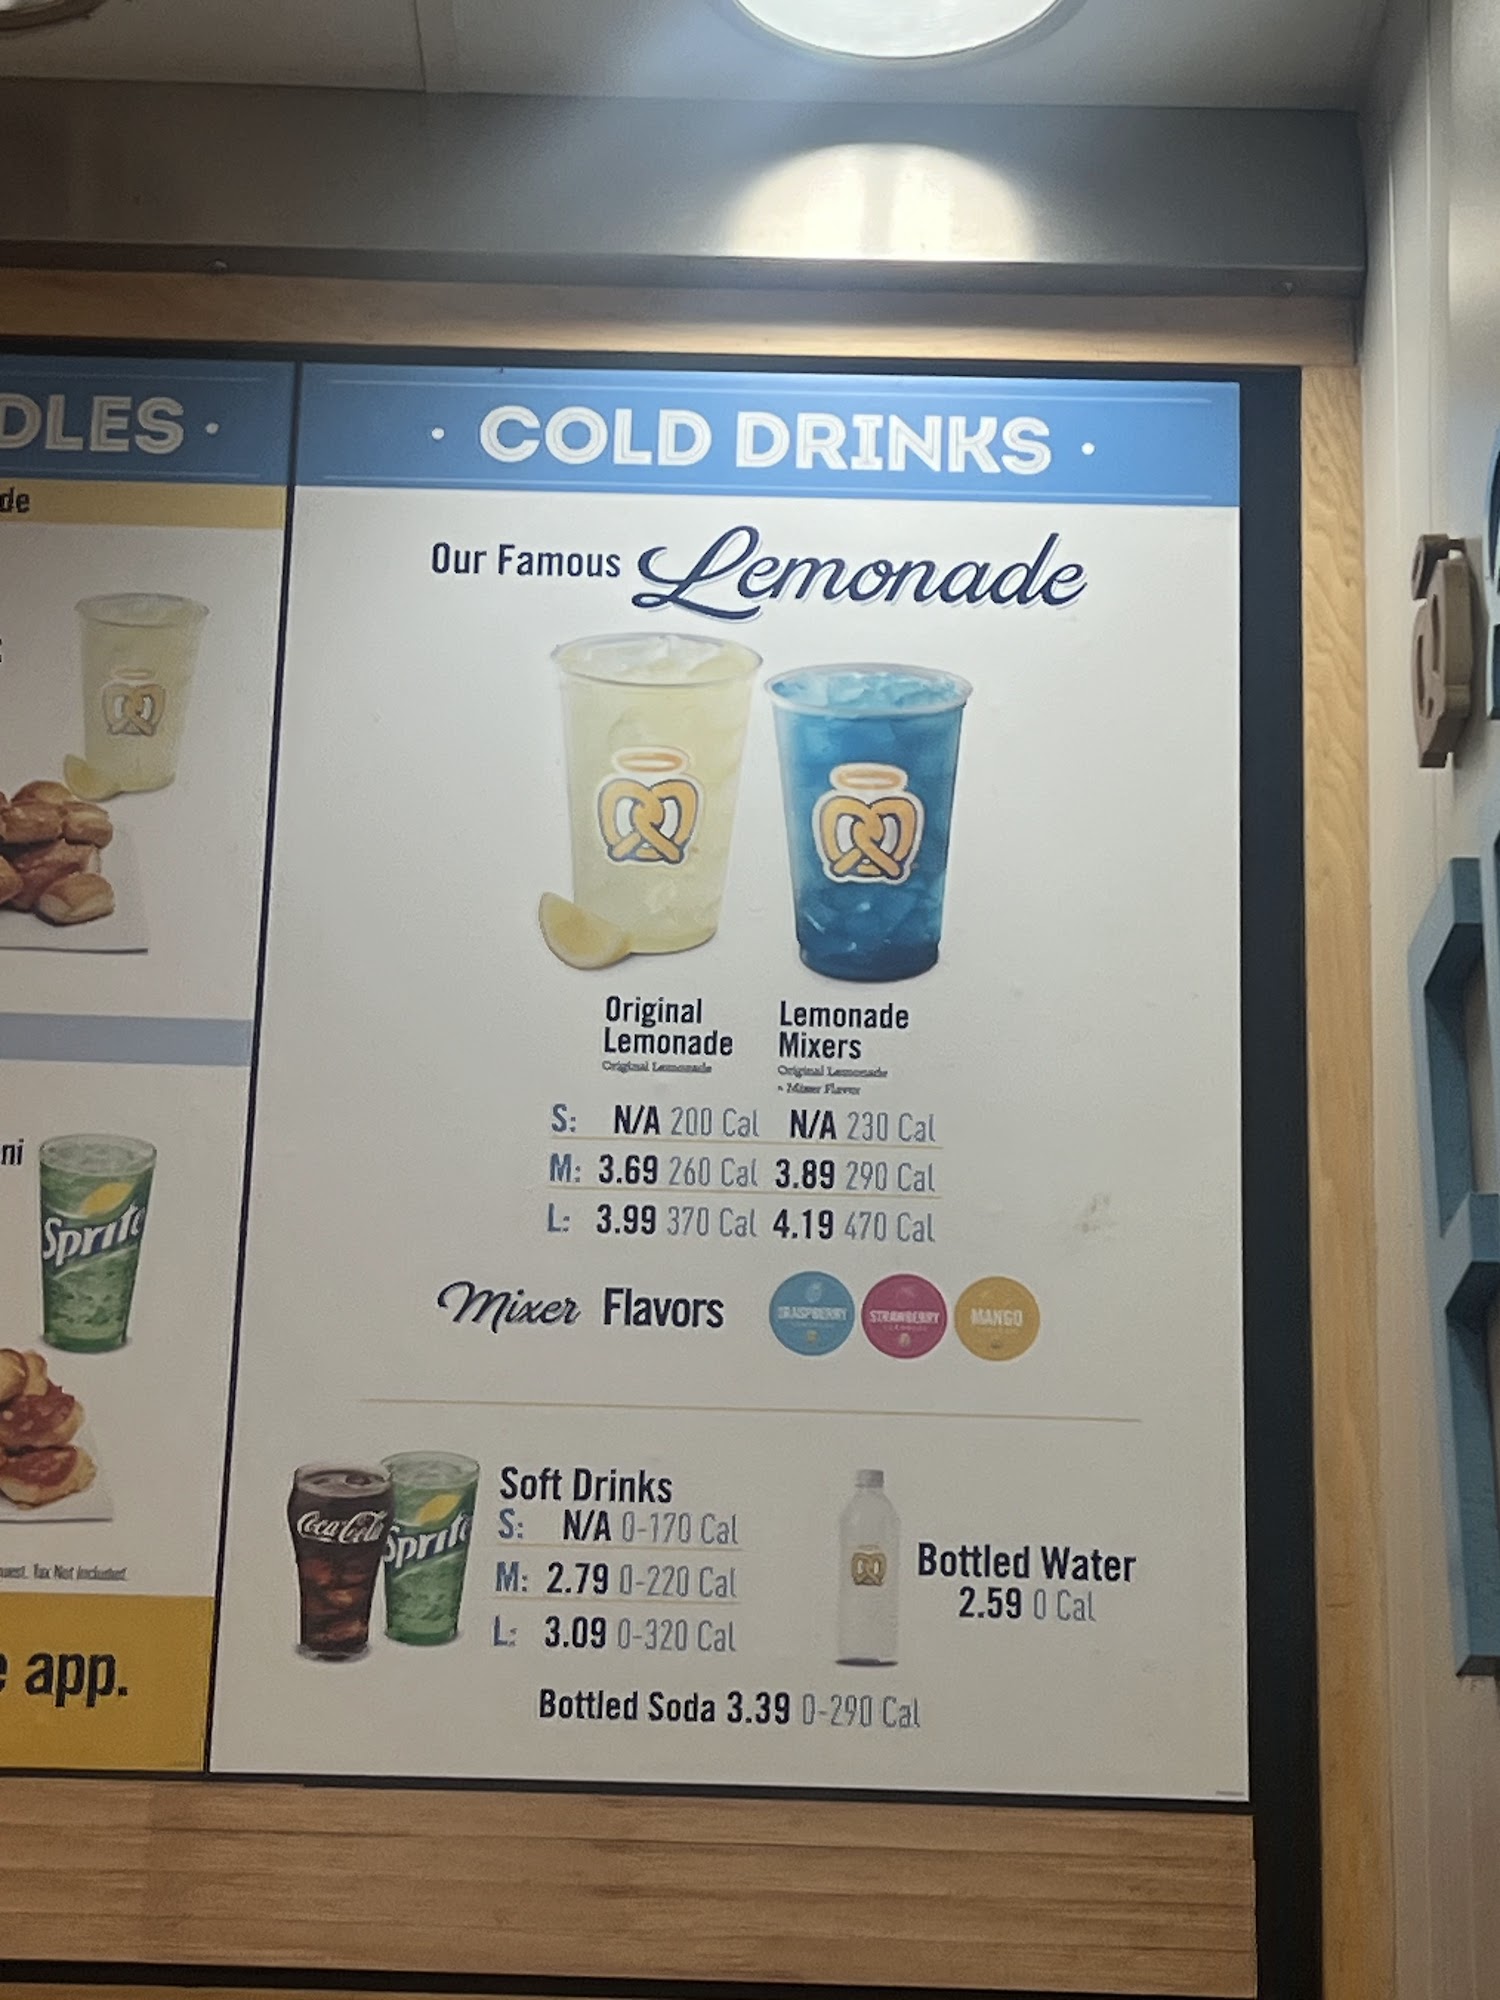 DLES ·
de
ni
Sprite
Tax Not Included.
app.
· COLD DRINKS ·
Our Famous Lemonade
Original Lemonade
Original Lemonade
Lemonade Mixers
Original Lemonade
+ Mixer Flavor
S: N/A 200 Cal N/A 230 Cal
M: 3.69 260 Cal 3.89 290 Cal
L: 3.99 370 Cal 4.19 470 Cal
Mixer Flavors
STRAWBERRY
MANGO
Coca-Cola
Sprite
Soft Drinks
S: N/A 0-170 Cal
M: 2.79 0-220 Cal
L: 3.09 0-320 Cal
Bottled Water
2.59 0 Cal
Bottled Soda 3.39 0-290 Cal